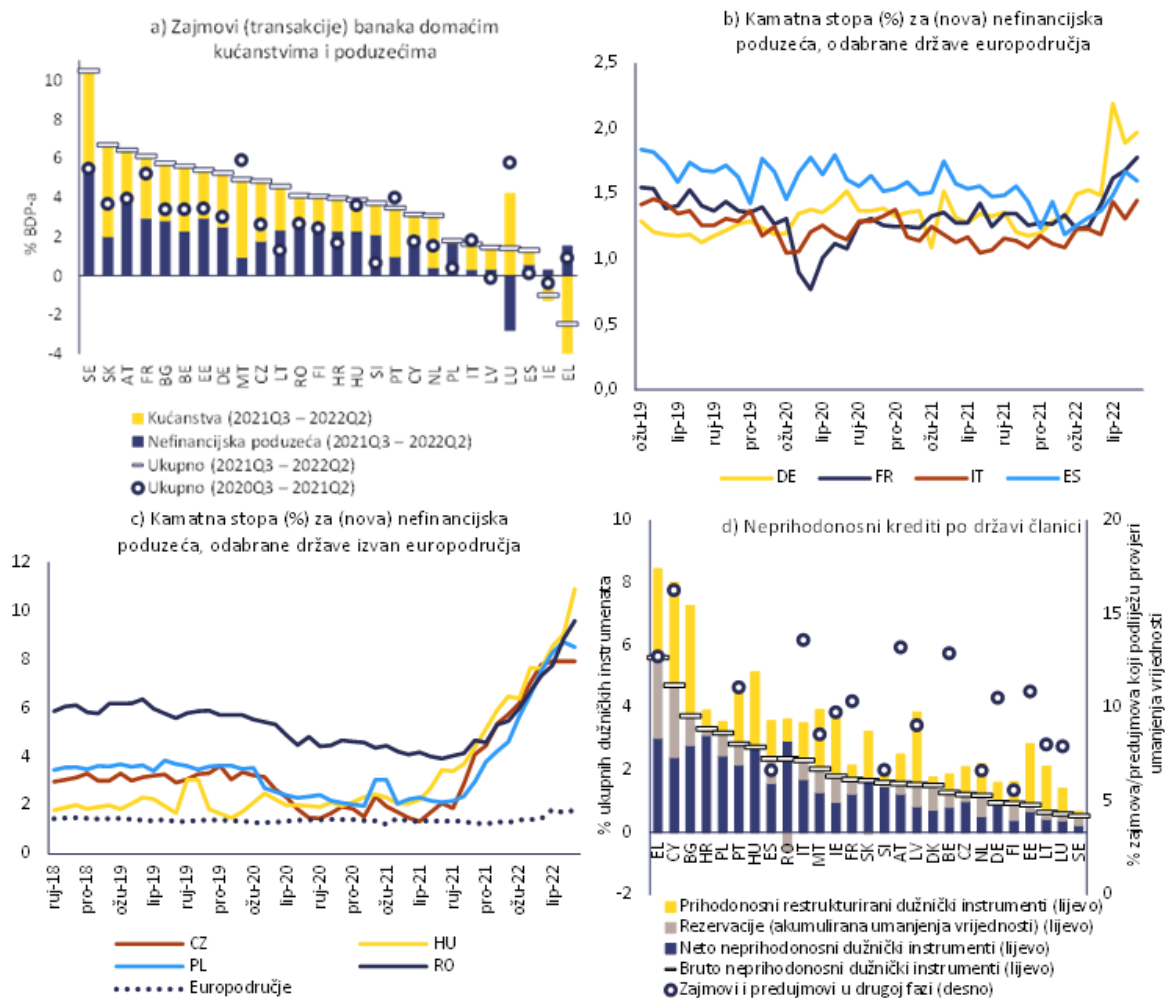 a) Zajmovi (transakcije) banaka domaćim
kućanstvima i poduzećima
% BDP-a
10
8
6
4
2
0
-2
-4
SE SK AT FR BG BE EE DE MT CZ LT RO FI HR HU SI PT CY NL PL IT LV LU ES IE EL
Kućanstva (2021Q3 – 2022Q2)
Nefinancijska poduzeća (2021Q3 – 2022Q2)
Ukupno (2021Q3 – 2022Q2)
Ukupno (2020Q3 – 2021Q2)
b) Kamatna stopa (%) za (nova) nefinancijska
poduzeća, odabrane države europodručja
2,5
2,0
1,5
1,0
0,5
0,0
ožu-19 lip-19 ruj-19 pro-19 ožu-20 lip-20 ruj-20 pro-20 ožu-21 lip-21 ruj-21 pro-21 ožu-22 lip-22
DE FR IT ES
c) Kamatna stopa (%) za (nova) nefinancijska
poduzeća, odabrane države izvan europodručja
12
10
8
6
4
2
0
ruj-18 pro-18 ožu-19 lip-19 ruj-19 pro-19 ožu-20 lip-20 ruj-20 pro-20 ožu-21 lip-21 ruj-21 pro-21 ožu-22 lip-22
CZ HU
PL RO
Europodručje
d) Neprihodonosni krediti po državi članici
% ukupnih dužničkih instrumenata
10
8
6
4
2
0
-2
20
15
10
5
0
% zajmova/predujmova koji podliježu provjeri
umanjenja vrijednosti
EL CY BG HR PL PT HU ES RO IT MT IE FR SK SI AT LV DK BE CZ NL DE FI EE LT LU SE
Prihodonosni restrukturirani dužnički instrumenti (lijevo)
Rezervacije (akumulirana umanjenja vrijednosti) (lijevo)
Neto neprihodonosni dužnički instrumenti (lijevo)
Bruto neprihodonosni dužnički instrumenti (lijevo)
Zajmovi i predujmovi u drugoj fazi (desno)